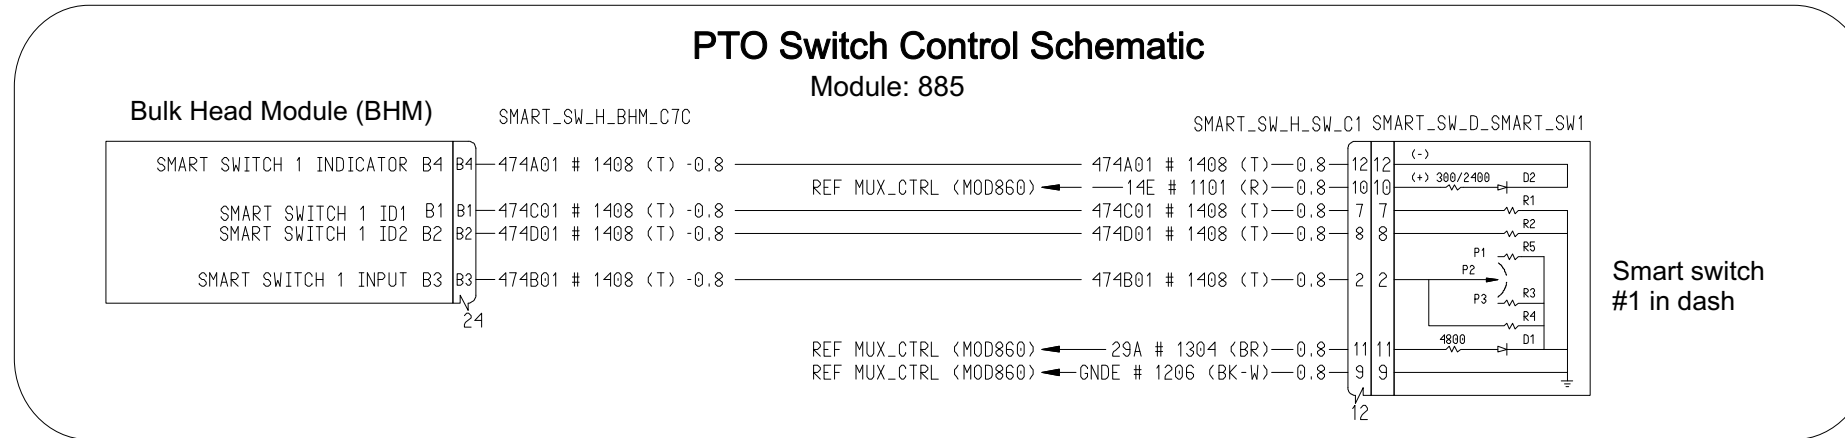 PTO Switch Control Schematic
Module: 885
Bulk Head Module (BHM)
SMART_SW_H_BHM_C7C
SMART_SW_H_SW_C1 SMART_SW_D_SMART_SW1
SMART SWITCH 1 INDICATOR B4 B4 474A01 # 1408 (T) -0.8 474A01 # 1408 (T) 0.8 12 12 (-)
REF MUX_CTRL (MOD860) 14E # 1101 (R) 0.8 10 10 (+) 300/2400 D2
SMART SWITCH 1 ID1 B1 B1 474C01 # 1408 (T) -0.8 474C01 # 1408 (T) 0.8 7 7 R1
SMART SWITCH 1 ID2 B2 B2 474D01 # 1408 (T) -0.8 474D01 # 1408 (T) 0.8 8 8 R2
P1 R5
SMART SWITCH 1 INPUT B3 B3 474B01 # 1408 (T) -0.8 474B01 # 1408 (T) 0.8 2 2 P2
P3 R3
R4
24
Smart switch
#1 in dash
REF MUX_CTRL (MOD860) 29A # 1304 (BR) 0.8 11 11 4800 D1
REF MUX_CTRL (MOD860) GNDE # 1206 (BK-W) 0.8 9 9
12